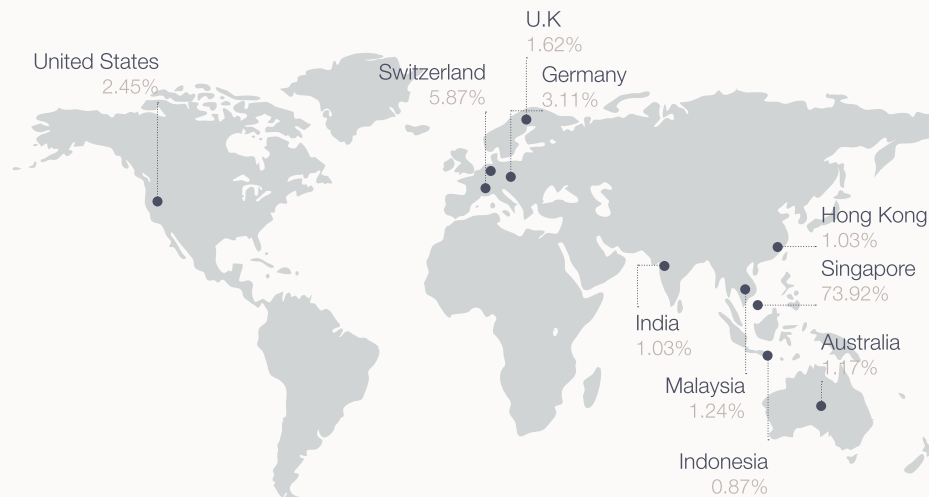 U.K
1.62%
United States
2.45%
Switzerland
5.87%
Germany
3.11%
Hong Kong
1.03%
Singapore
73.92%
India
1.03%
Australia
1.17%
Malaysia
1.24%
Indonesia
0.87%